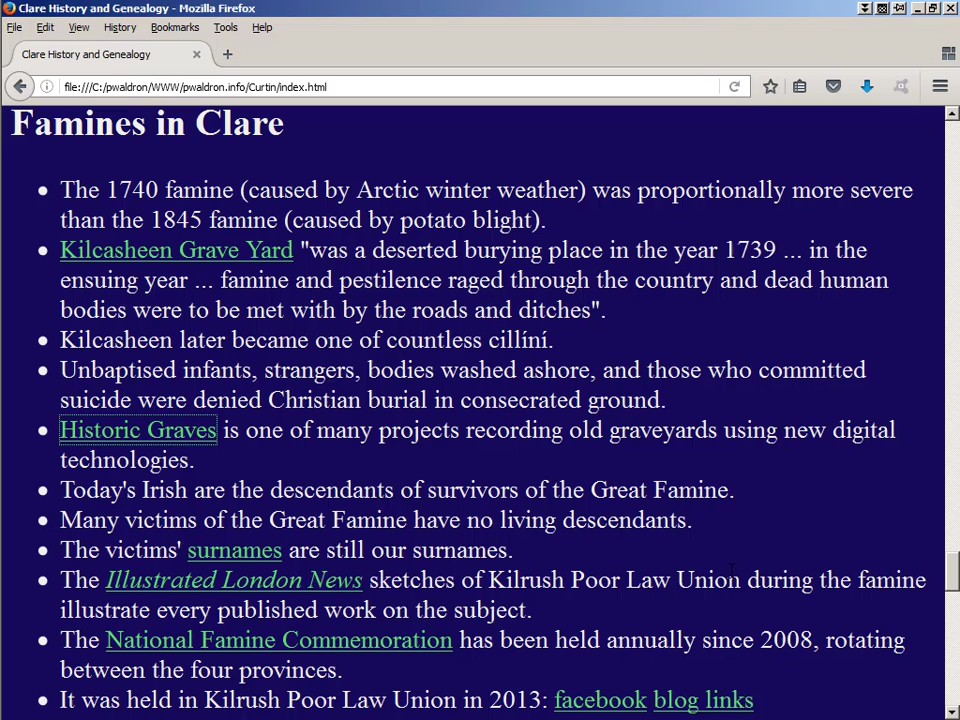 Clare History and Genealogy - Mozilla Firefox
File Edit View History Bookmarks Tools Help
Clare History and Genealogy
file:///C:/pwaldron/WWW/pwaldron.info/Curtin/index.html
Famines in Clare
The 1740 famine (caused by Arctic winter weather) was proportionally more severe
than the 1845 famine (caused by potato blight).
Kilcasheen Grave Yard "was a deserted burying place in the year 1739 ... in the
ensuing year ... famine and pestilence raged through the country and dead human
bodies were to be met with by the roads and ditches".
Kilcasheen later became one of countless cillíní.
Unbaptised infants, strangers, bodies washed ashore, and those who committed
suicide were denied Christian burial in consecrated ground.
Historic Graves is one of many projects recording old graveyards using new digital
technologies.
Today's Irish are the descendants of survivors of the Great Famine.
Many victims of the Great Famine have no living descendants.
The victims' surnames are still our surnames.
The Illustrated London News sketches of Kilrush Poor Law Union during the famine
illustrate every published work on the subject.
The National Famine Commemoration has been held annually since 2008, rotating
between the four provinces.
It was held in Kilrush Poor Law Union in 2013: facebook blog links